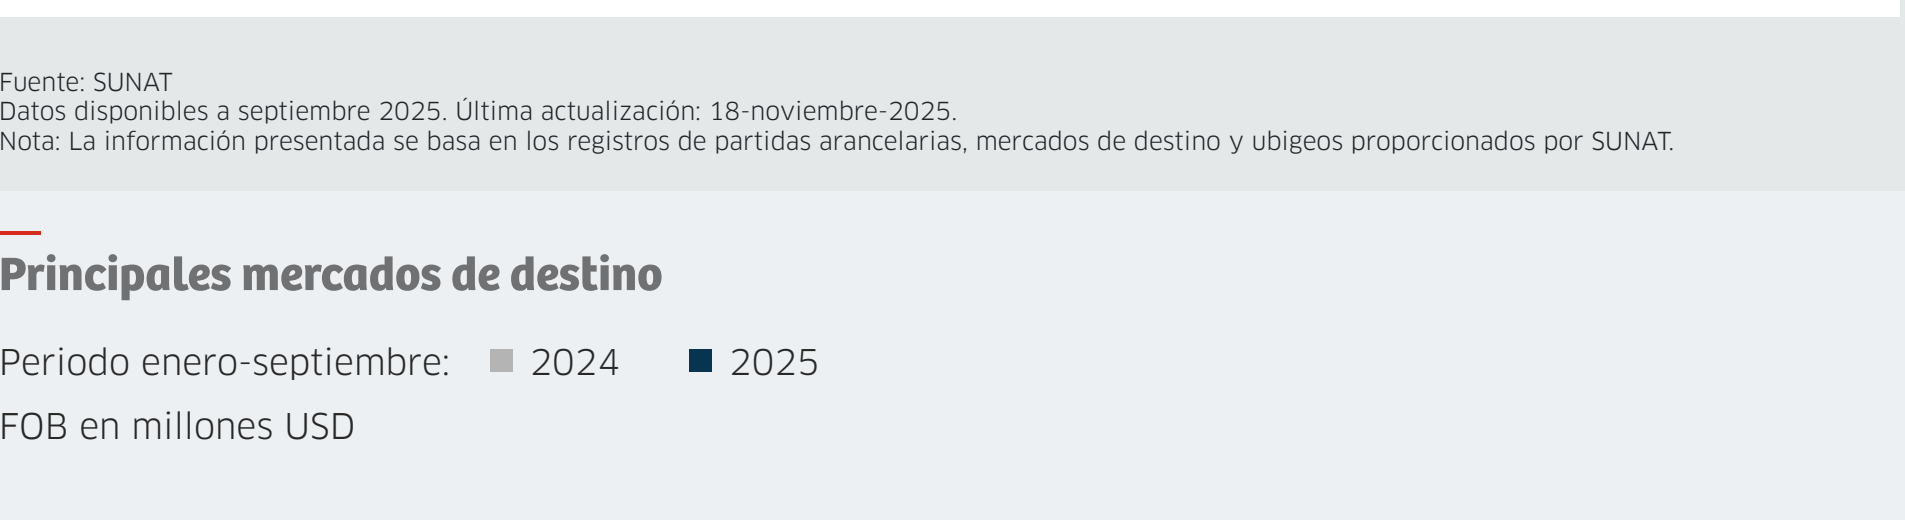 Fuente: SUNAT
Datos disponibles a septiembre 2025. Última actualización: 18-noviembre-2025.
Nota: La información presentada se basa en los registros de partidas arancelarias, mercados de destino y ubigeos proporcionados por SUNAT.
Principales mercados de destino
Periodo enero-septiembre: 2024 2025
FOB en millones USD